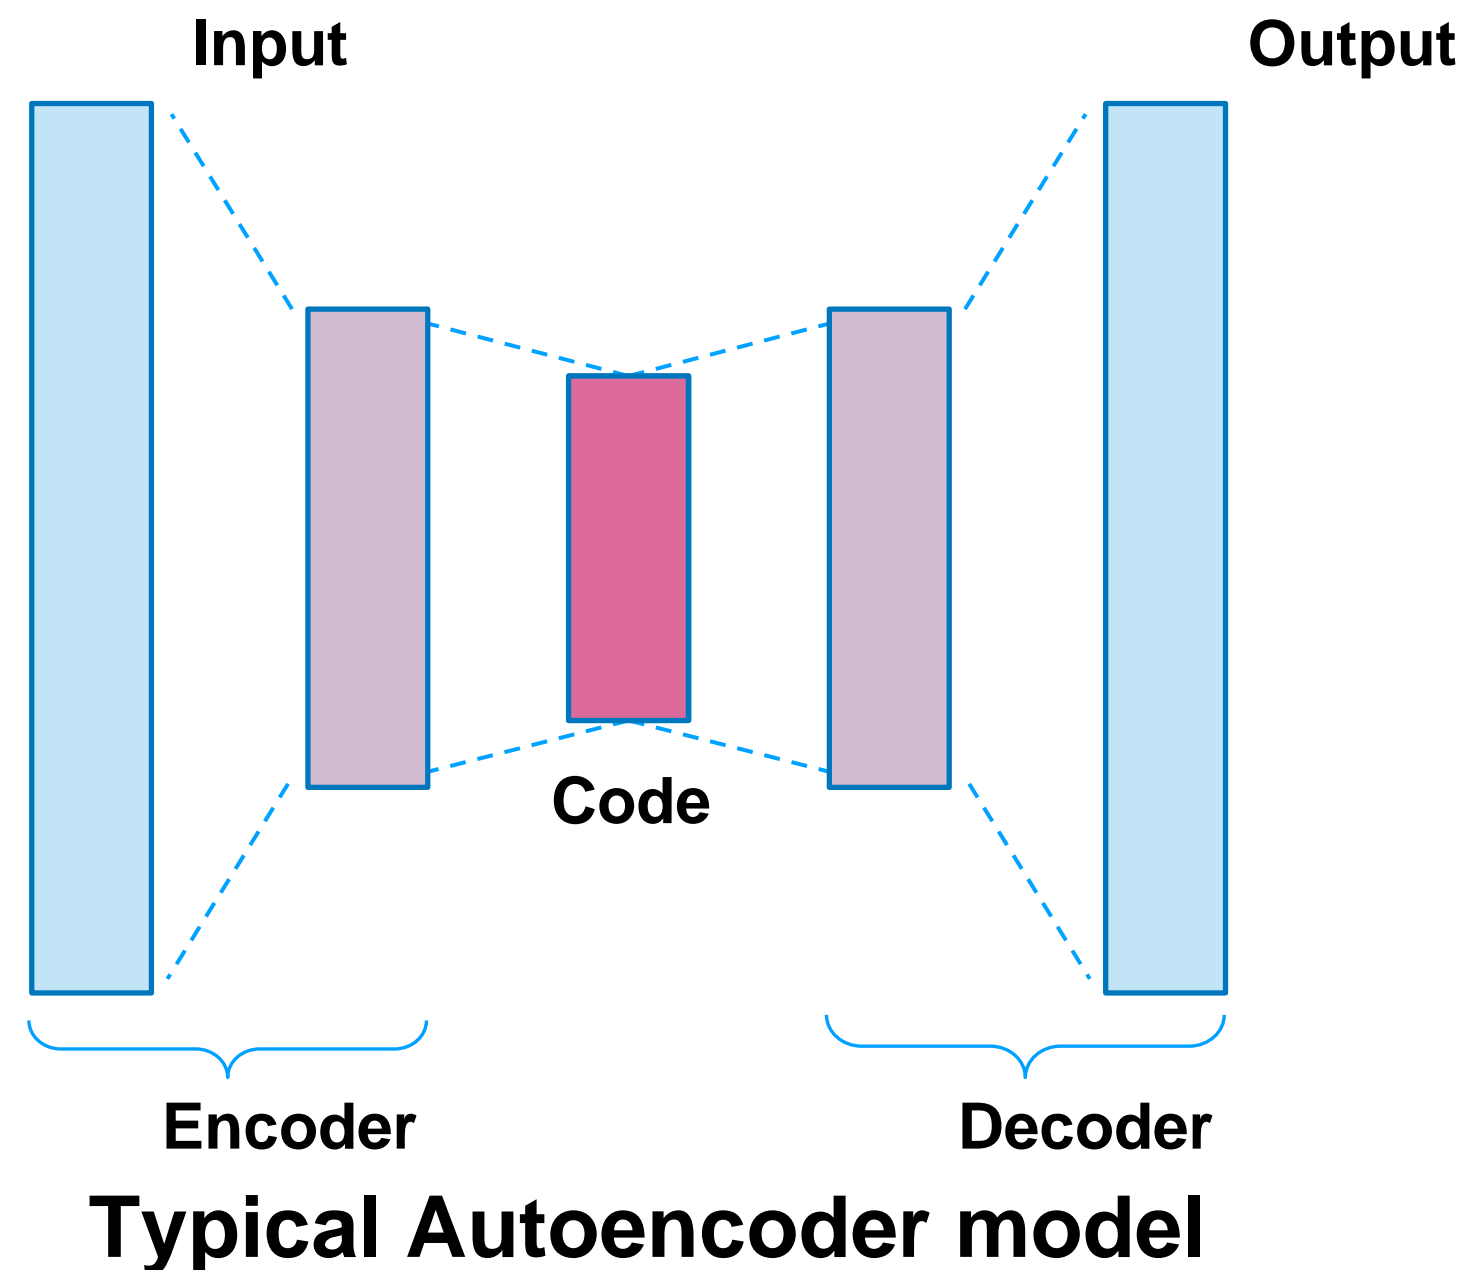 Input
Output
Code
Encoder
Decoder
Typical Autoencoder model